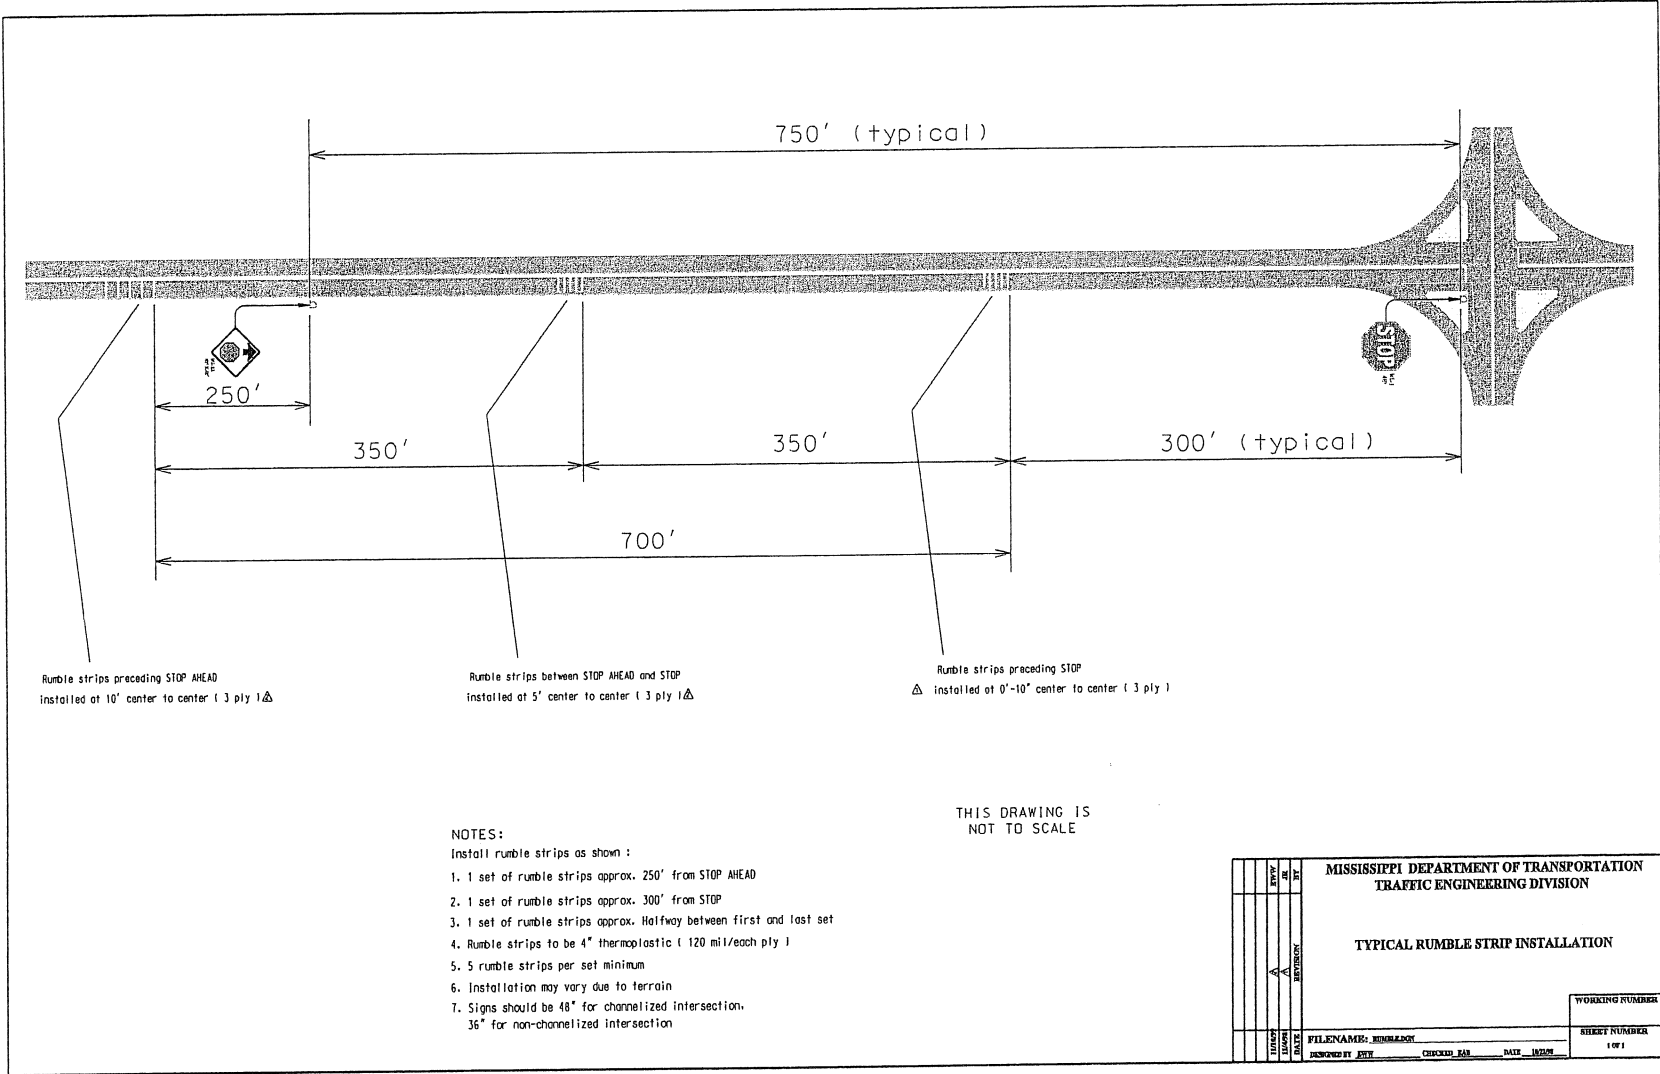 750' (typical)
STOP
250'
350'
350'
300' (typical)
700'
Rumble strips preceding STOP AHEAD
installed at 10' center to center ( 3 ply )
Rumble strips between STOP AHEAD and STOP
installed at 5' center to center ( 3 ply )
Rumble strips preceding STOP
installed at 0'-10" center to center ( 3 ply )
THIS DRAWING IS
NOT TO SCALE
NOTES:
Install rumble strips as shown :
1. 1 set of rumble strips approx. 250' from STOP AHEAD
2. 1 set of rumble strips approx. 300' from STOP
3. 1 set of rumble strips approx. Halfway between first and last set
4. Rumble strips to be 4" thermoplastic ( 120 mil/each ply )
5. 5 rumble strips per set minimum
6. Installation may vary due to terrain
7. Signs should be 48" for channelized intersection,
36" for non-channelized intersection
MISSISSIPPI DEPARTMENT OF TRANSPORTATION
TRAFFIC ENGINEERING DIVISION
TYPICAL RUMBLE STRIP INSTALLATION
BY
REVISION
DATE
WORKING NUMBER
SHEET NUMBER
1 OF 1
FILENAME:
DESIGNED BY
CHECKED
DATE